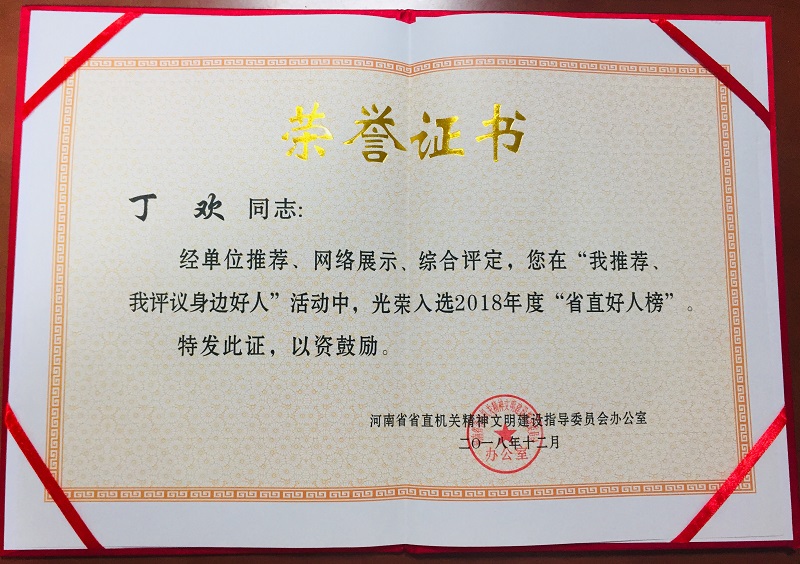 荣誉证书
丁 欢 同志:
经单位推荐、网络展示、综合评定，您在“我推荐、
我评议身边好人”活动中，光荣入选2018年度“省直好人榜”。
特发此证，以资鼓励。
河南省省直机关精神文明建设指导委员会办公室
二〇一八年十二月
办公室